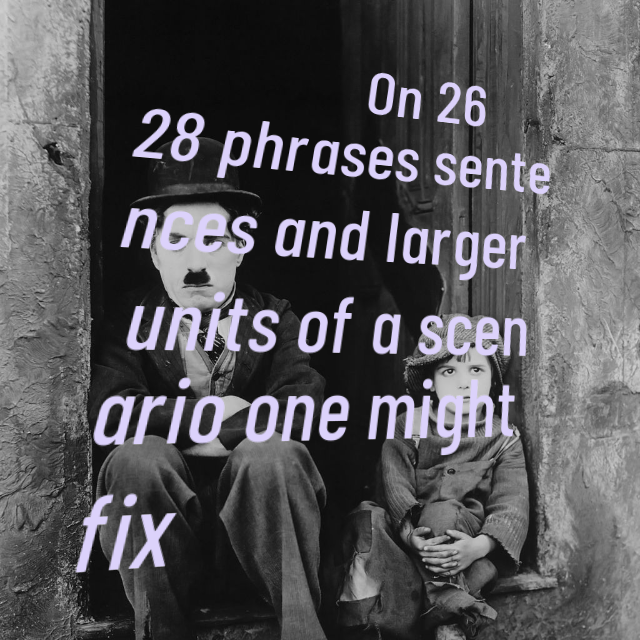 On 26
28 phrases sente
nces and larger
units of a scen
ario one might
fix